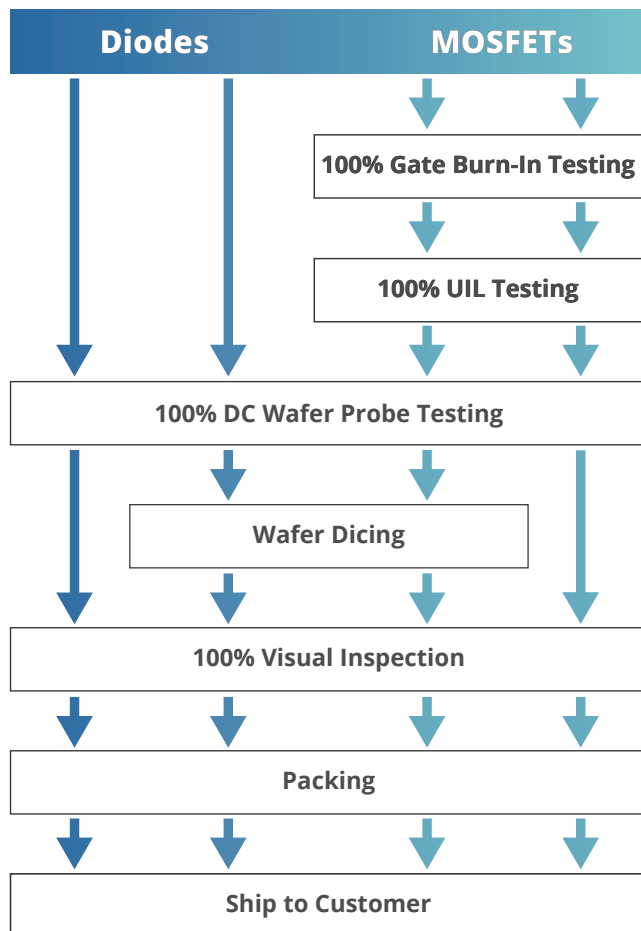 Diodes MOSFETs
100% Gate Burn-In Testing
100% UIL Testing
100% DC Wafer Probe Testing
Wafer Dicing
100% Visual Inspection
Packing
Ship to Customer